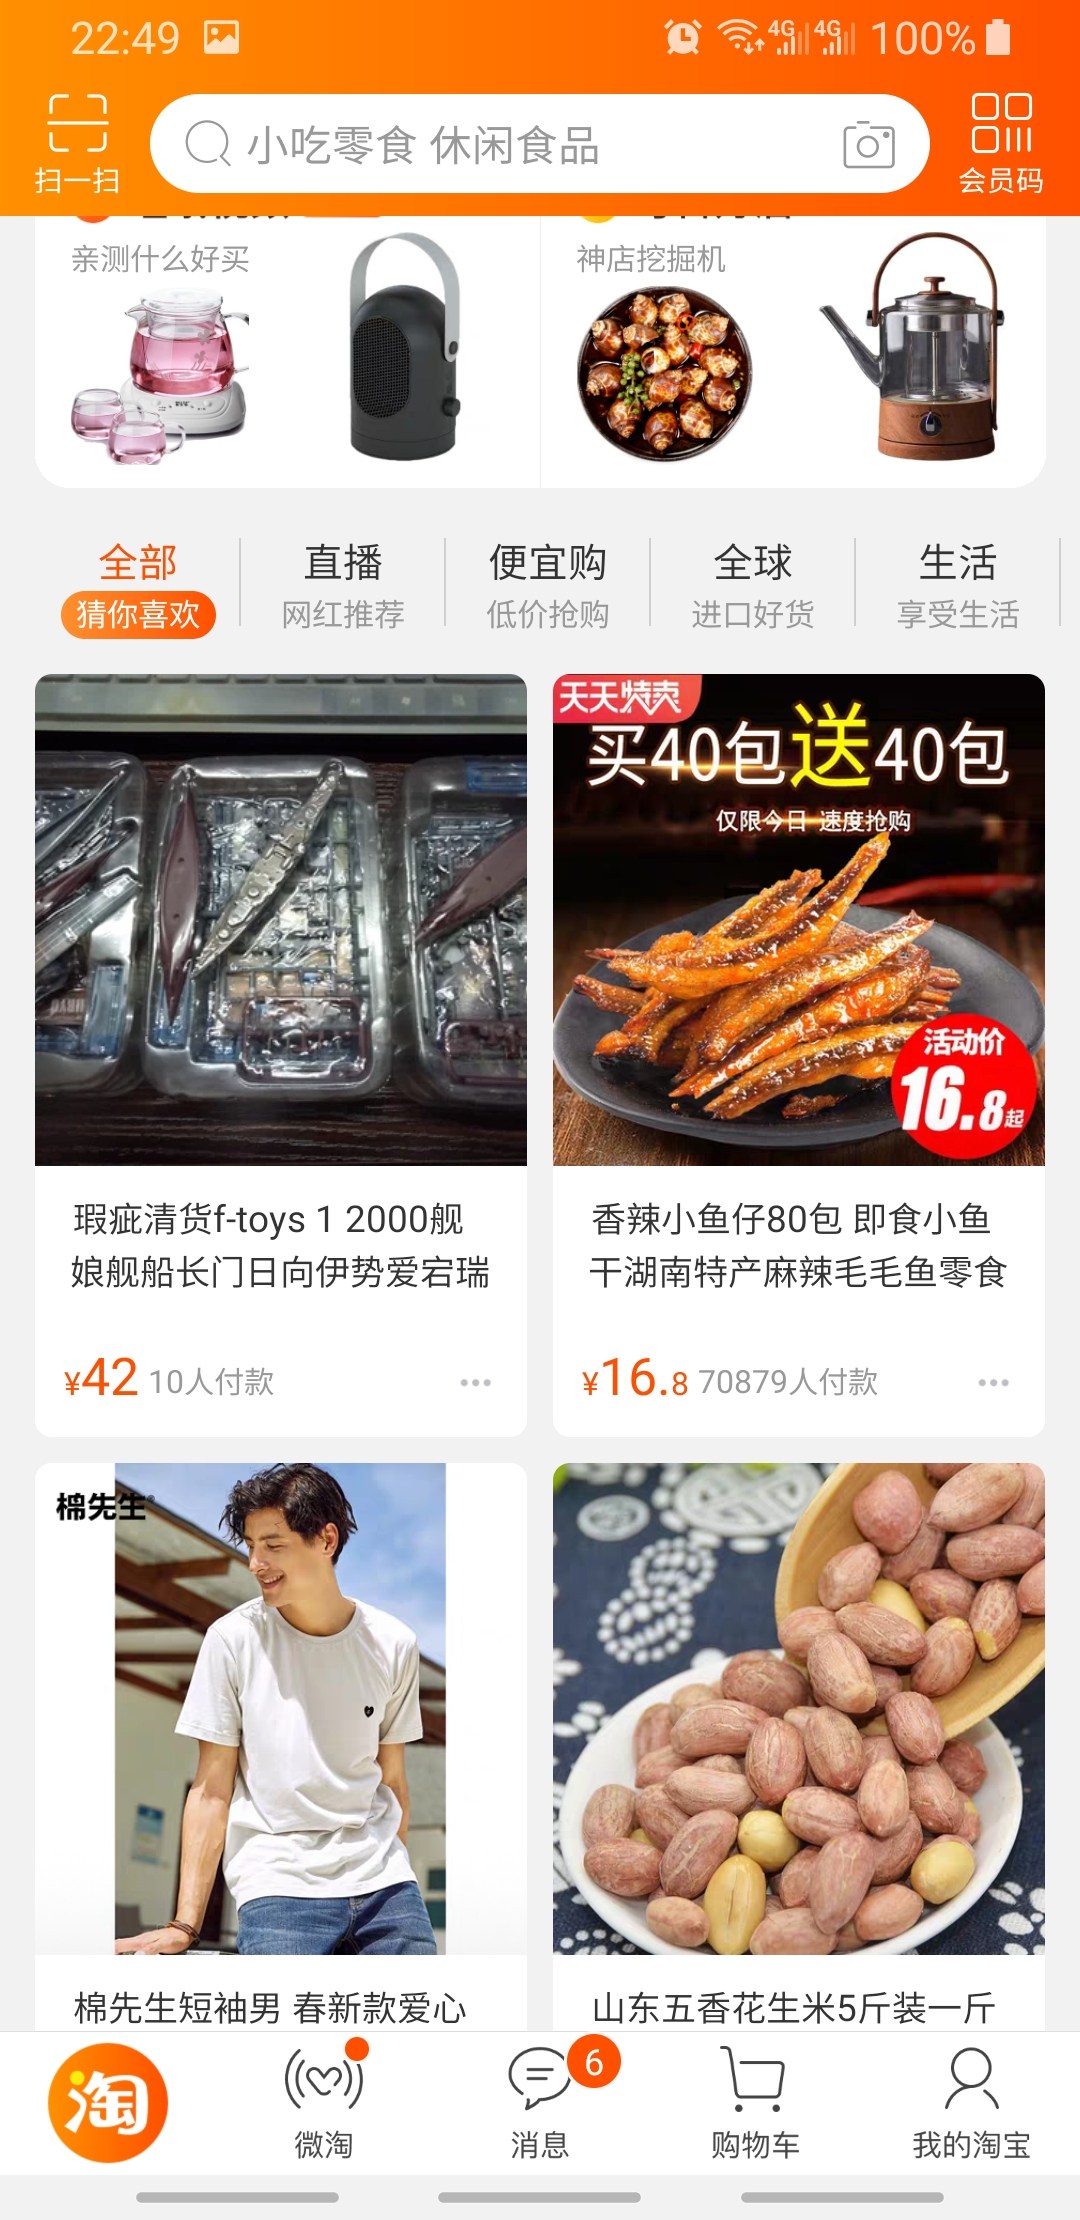 22:49
4G 4G 100%
小吃零食 休闲食品
扫一扫
会员码
亲测什么好买
神店挖掘机
全部
直播
便宜购
全球
生活
猜你喜欢
网红推荐
低价抢购
进口好货
享受生活
天天特卖
买40包送40包
仅限今日 速度抢购
活动价
16.8起
瑕疵清货f-toys 1 2000舰
娘舰船长门日向伊势爱宕瑞
香辣小鱼仔80包 即食小鱼
干湖南特产麻辣毛毛鱼零食
¥42 10人付款
¥16.8 70879人付款
棉先生
棉先生短袖男 春新款爱心
山东五香花生米5斤装一斤
淘
6
微淘
消息
购物车
我的淘宝